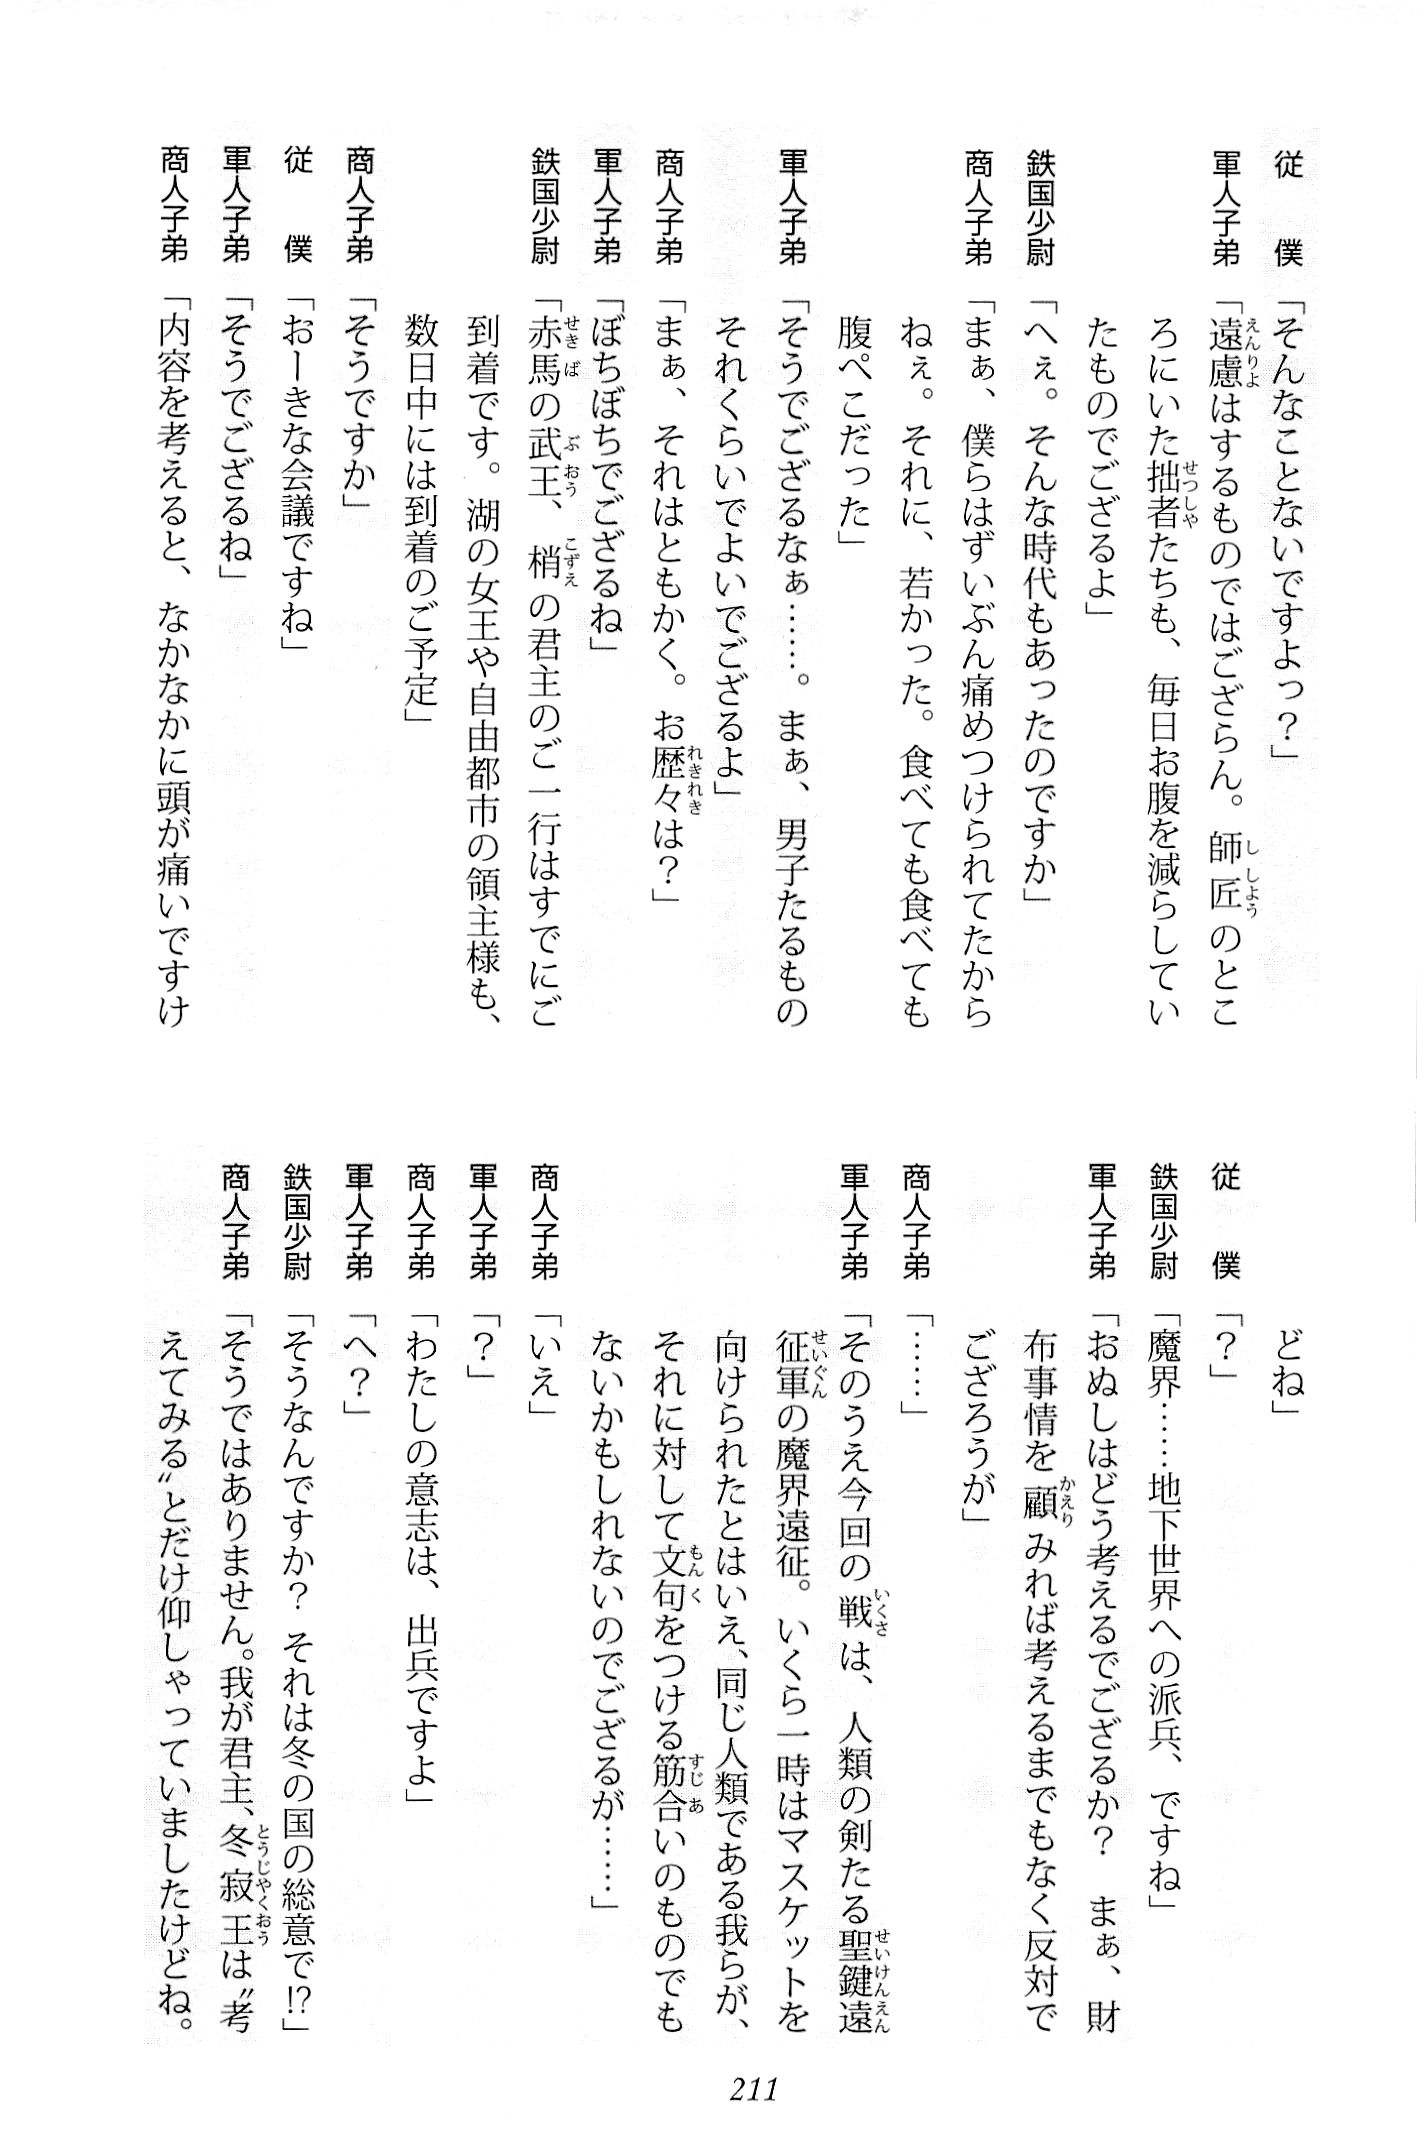 従　僕「そんなことないですよっ？」
軍人子弟「遠慮はするものではござらん。師匠のとこ
ろにいた拙者たちも、毎日お腹を減らしてい
たものでござるよ」
鉄国少尉「へぇ。そんな時代もあったのですか」
商人子弟「まぁ、僕らはずいぶん痛めつけられてたから
ねぇ。それに、若かった。食べても食べても
腹ぺこだった」
軍人子弟「そうでござるなぁ……。まぁ、男子たるもの
それくらいでよいでござるよ」
商人子弟「まぁ、それはともかく。お歴々は？」
軍人子弟「ぼちぼちでござるね」
鉄国少尉「赤馬の武王、梢の君主のご一行はすでにご
到着です。湖の女王や自由都市の領主様も、
数日中には到着のご予定」
商人子弟「そうですか」
従　僕「おーきな会議ですね」
軍人子弟「そうでござるね」
商人子弟「内容を考えると、なかなかに頭が痛いですけ
どね」
従　僕「？」
鉄国少尉「魔界……地下世界への派兵、ですね」
軍人子弟「おぬしはどう考えるでござるか？　まぁ、財
布事情を顧みれば考えるまでもなく反対で
ござろうが」
商人子弟「……」
軍人子弟「そのうえ今回の戦は、人類の剣たる聖鍵遠
征軍の魔界遠征。いくら一時はマスケットを
向けられたとはいえ、同じ人類である我らが、
それに対して文句をつける筋合いのものでも
ないかもしれないのでござるが……」
商人子弟「いえ」
軍人子弟「？」
商人子弟「わたしの意志は、出兵ですよ」
軍人子弟「へ？」
鉄国少尉「そうなんですか？ それは冬の国の総意で!?」
商人子弟「そうではありません。我が君主、冬寂王は〝考
えてみる〟とだけ仰しゃっていましたけどね。
211